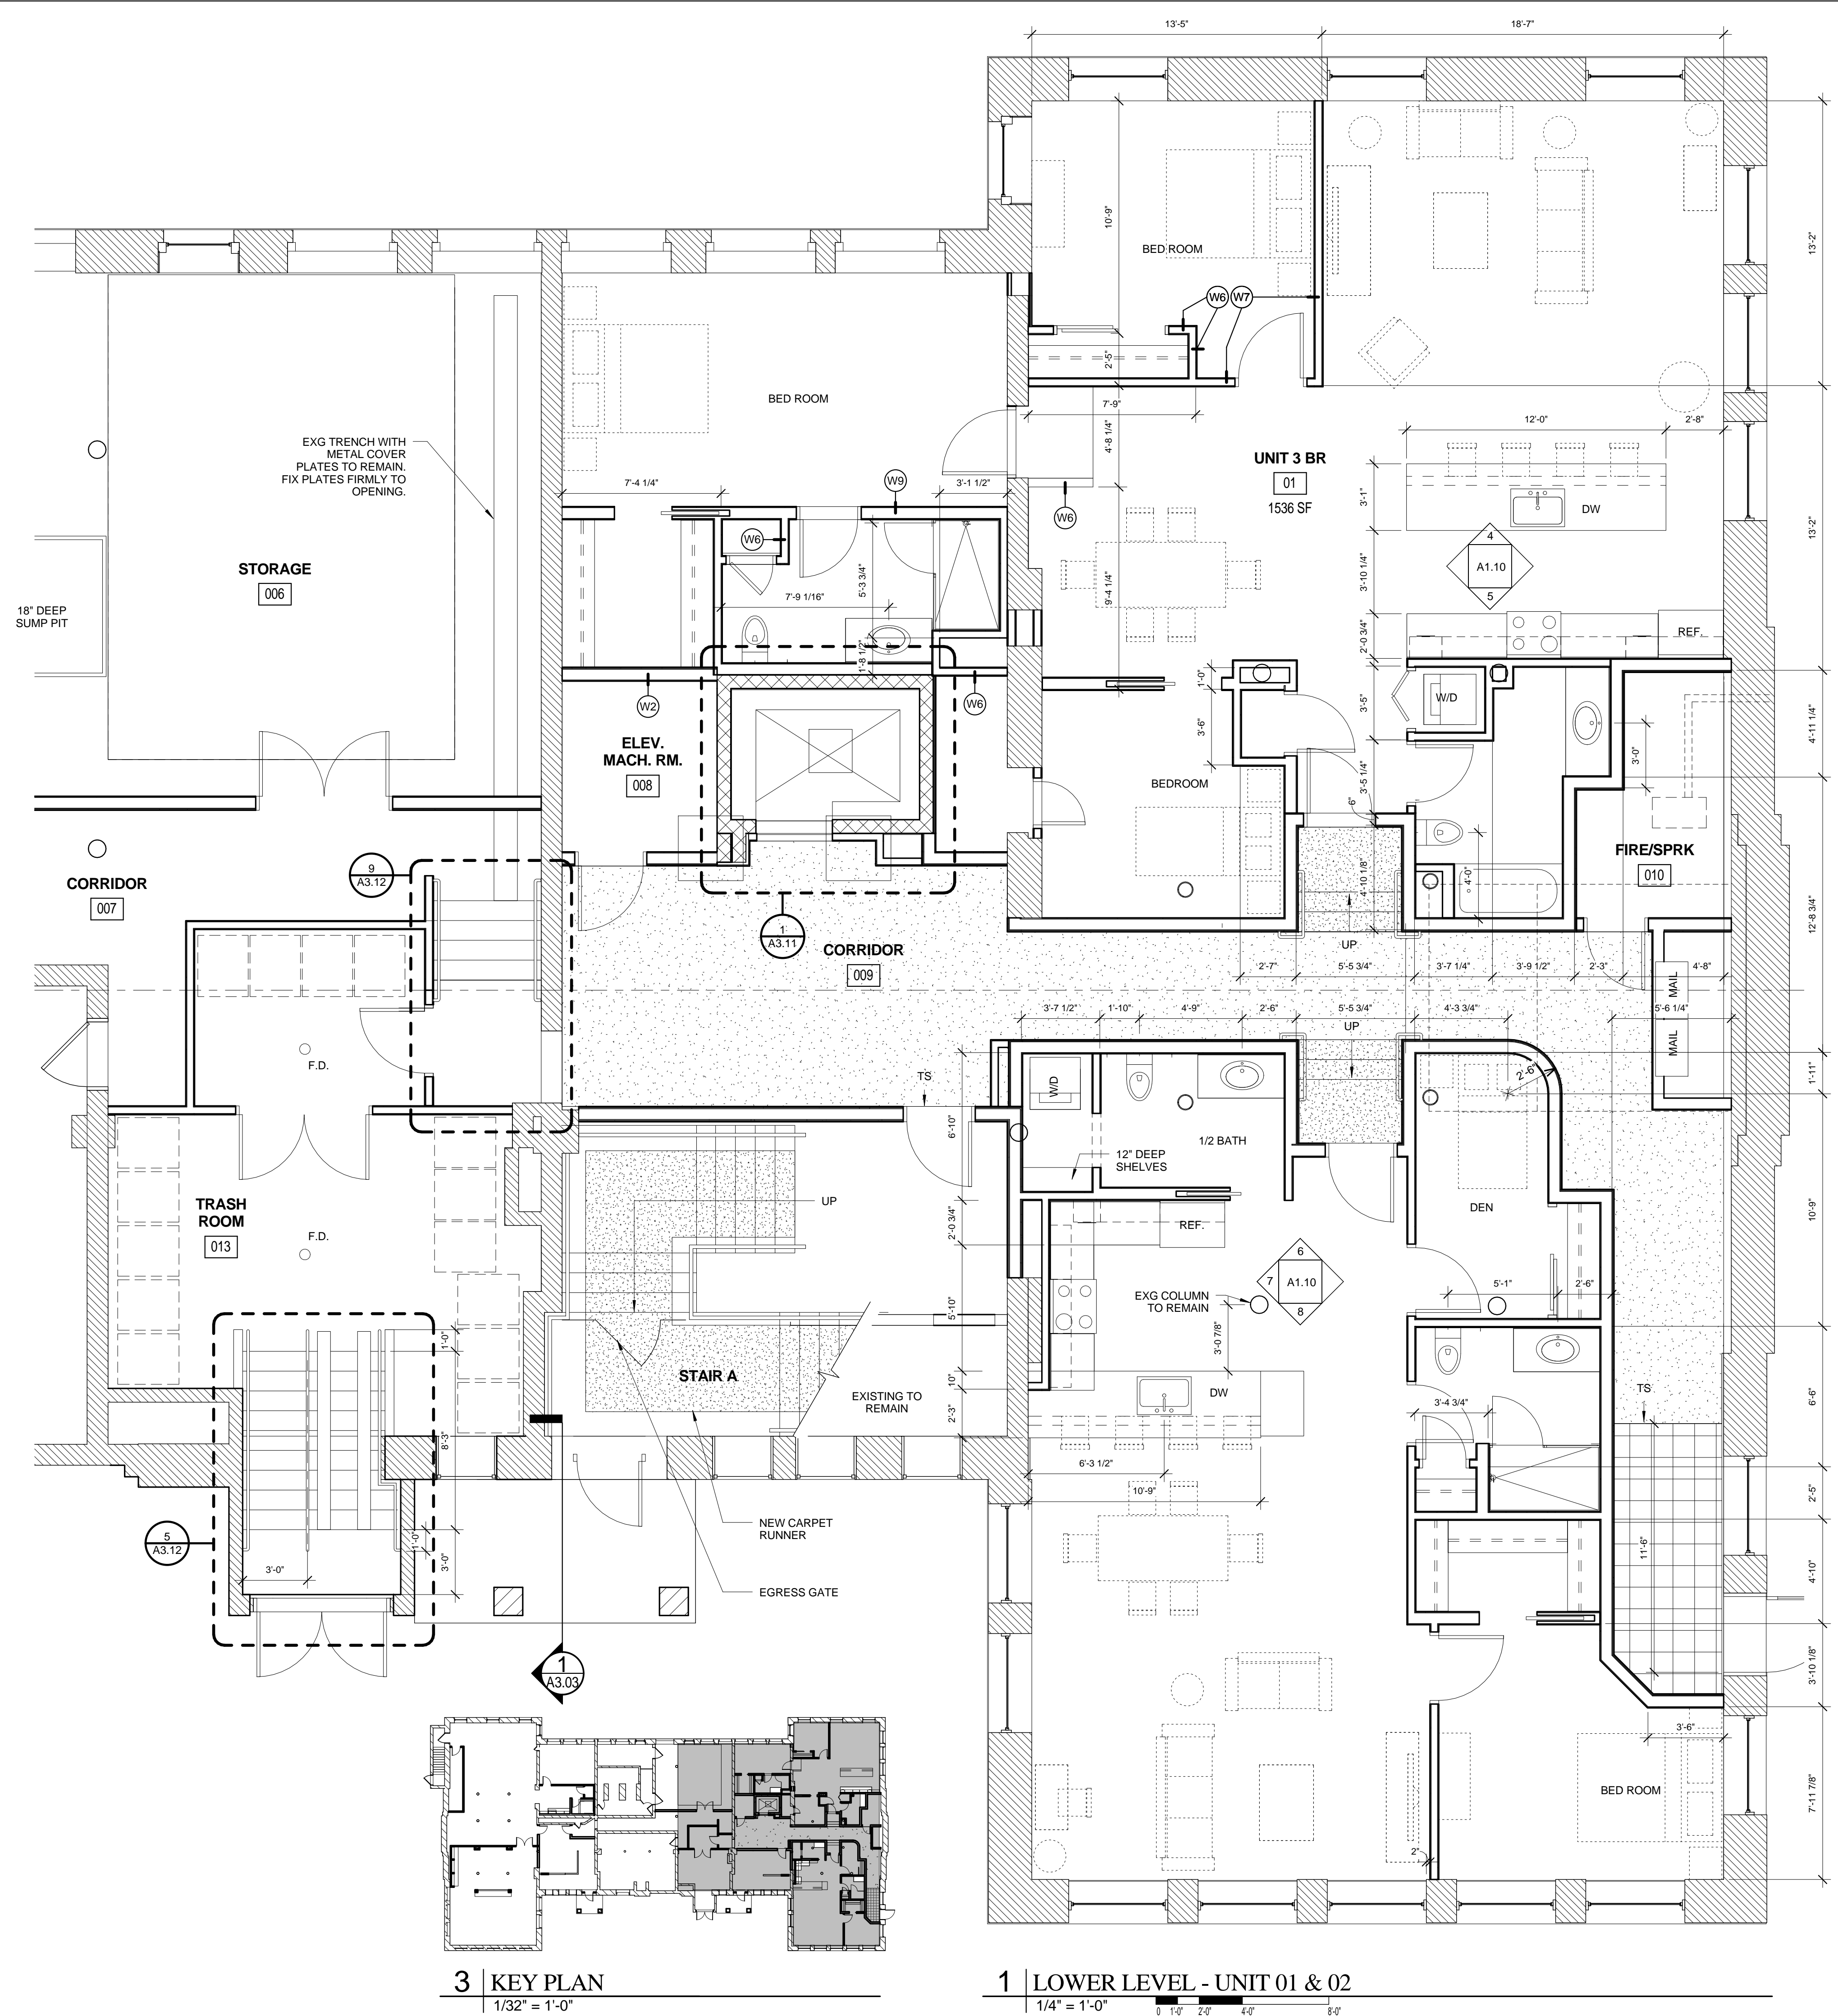 13'-5"
18'-7"
10'-9"
BED ROOM
13'-2"
W6
W7
2'-5"
BED ROOM
7'-9"
4'-8 1/4"
12'-0"
2'-8"
EXG TRENCH WITH
METAL COVER
PLATES TO REMAIN.
FIX PLATES FIRMLY TO
OPENING.
UNIT 3 BR
01
1536 SF
7'-4 1/4"
W9
3'-1 1/2"
W6
3'-1"
DW
13'-2"
STORAGE
006
18" DEEP
SUMP PIT
W6
5'-3 3/4"
7'-9 1/16"
9'-4 1/4"
3'-10 1/4"
4
A1.10
5
1'-8 1/2"
2'-0 3/4"
REF.
W2
W6
1'-0"
3'-6"
3'-5"
W/D
3'-0"
4'-11 1/4"
ELEV.
MACH. RM.
008
BEDROOM
3'-5 1/4"
6"
FIRE/SPRK
010
9
A3.12
CORRIDOR
007
1
A3.11
4'-10 1/8"
4'-0"
12'-8 3/4"
CORRIDOR
009
UP
2'-7"
5'-5 3/4"
3'-7 1/4"
3'-9 1/2"
2'-3"
4'-8"
MAIL
3'-7 1/2"
1'-10"
4'-9"
2'-6"
5'-5 3/4"
4'-3 3/4"
5'-6 1/4"
UP
MAIL
F.D.
TS
W/D
2'-6"
1'-11"
6'-10"
1/2 BATH
12" DEEP
SHELVES
TRASH
ROOM
013
F.D.
UP
2'-0 3/4"
REF.
DEN
10'-9"
6
7
A1.10
8
EXG COLUMN
TO REMAIN
5'-1"
2'-6"
5'-10"
3'-0 7/8"
1'-0"
STAIR A
EXISTING TO
REMAIN
10"
2'-3"
DW
3'-4 3/4"
TS
6'-6"
8'-3"
6'-3 1/2"
10'-9"
2'-5"
5
A3.12
NEW CARPET
RUNNER
1'-0"
3'-0"
3'-0"
EGRESS GATE
11'-6"
4'-10"
1
A3.03
3'-10 1/8"
3'-6"
BED ROOM
7'-11 7/8"
2"
3
KEY PLAN
1/32" = 1'-0"
1
LOWER LEVEL - UNIT 01 & 02
1/4" = 1'-0"
0 1'-0" 2'-0" 4'-0" 8'-0"